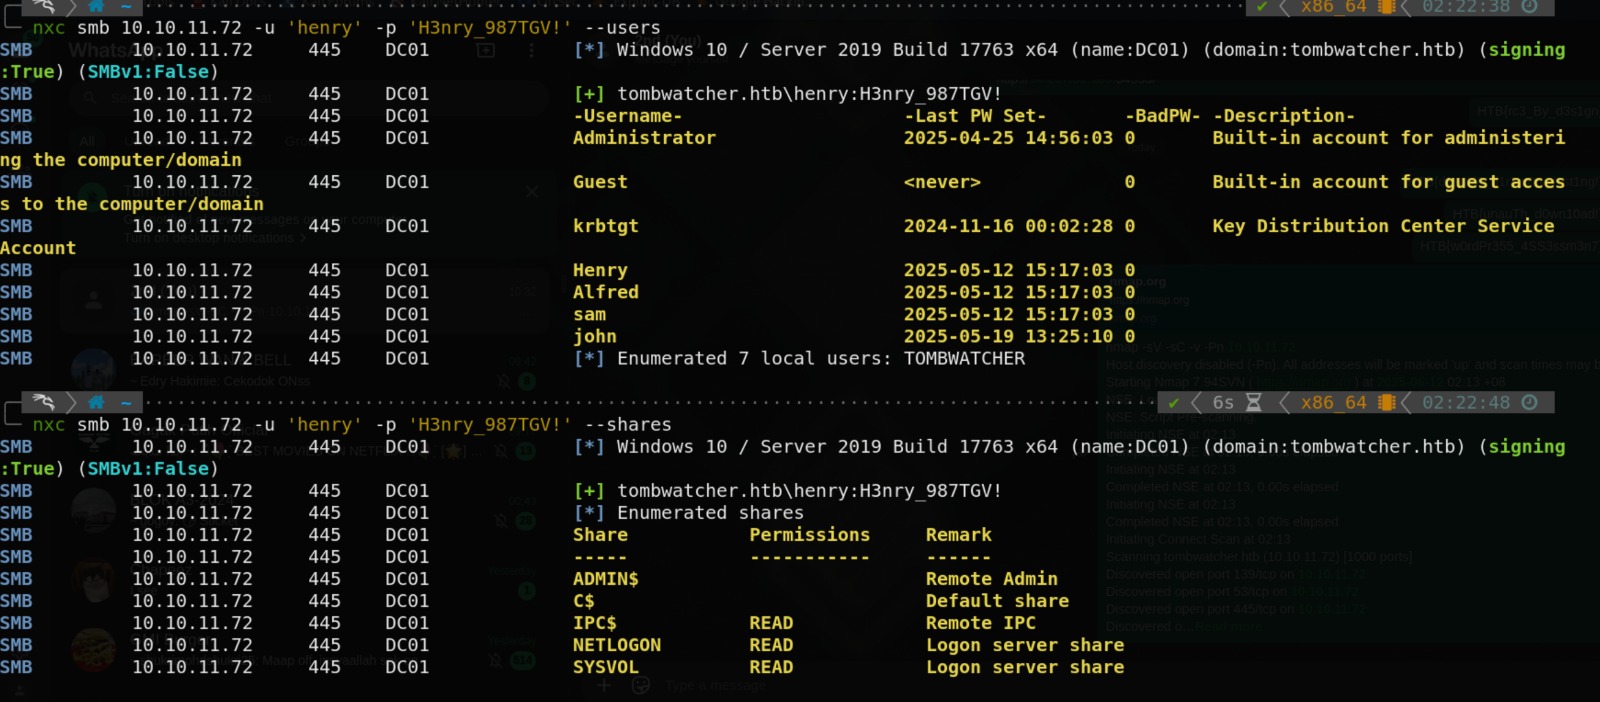 ~ x86_64 02:22:38
nxc smb 10.10.11.72 -u 'henry' -p 'H3nry_987TGV!' --users
SMB 10.10.11.72 445 DC01 [*] Windows 10 / Server 2019 Build 17763 x64 (name:DC01) (domain:tombwatcher.htb) (signing
:True) (SMBv1:False)
SMB 10.10.11.72 445 DC01 [+] tombwatcher.htb\henry:H3nry_987TGV!
SMB 10.10.11.72 445 DC01 -Username- -Last PW Set- -BadPW- -Description-
SMB 10.10.11.72 445 DC01 Administrator 2025-04-25 14:56:03 0 Built-in account for administeri
ng the computer/domain
SMB 10.10.11.72 445 DC01 Guest <never> 0 Built-in account for guest acces
s to the computer/domain
SMB 10.10.11.72 445 DC01 krbtgt 2024-11-16 00:02:28 0 Key Distribution Center Service
Account
SMB 10.10.11.72 445 DC01 Henry 2025-05-12 15:17:03 0
SMB 10.10.11.72 445 DC01 Alfred 2025-05-12 15:17:03 0
SMB 10.10.11.72 445 DC01 sam 2025-05-12 15:17:03 0
SMB 10.10.11.72 445 DC01 john 2025-05-19 13:25:10 0
SMB 10.10.11.72 445 DC01 [*] Enumerated 7 local users: TOMBWATCHER
~ 6s x86_64 02:22:48
nxc smb 10.10.11.72 -u 'henry' -p 'H3nry_987TGV!' --shares
SMB 10.10.11.72 445 DC01 [*] Windows 10 / Server 2019 Build 17763 x64 (name:DC01) (domain:tombwatcher.htb) (signing
:True) (SMBv1:False)
SMB 10.10.11.72 445 DC01 [+] tombwatcher.htb\henry:H3nry_987TGV!
SMB 10.10.11.72 445 DC01 [*] Enumerated shares
SMB 10.10.11.72 445 DC01 Share Permissions Remark
SMB 10.10.11.72 445 DC01 ----- ----------- ------
SMB 10.10.11.72 445 DC01 ADMIN$ Remote Admin
SMB 10.10.11.72 445 DC01 C$ Default share
SMB 10.10.11.72 445 DC01 IPC$ READ Remote IPC
SMB 10.10.11.72 445 DC01 NETLOGON READ Logon server share
SMB 10.10.11.72 445 DC01 SYSVOL READ Logon server share